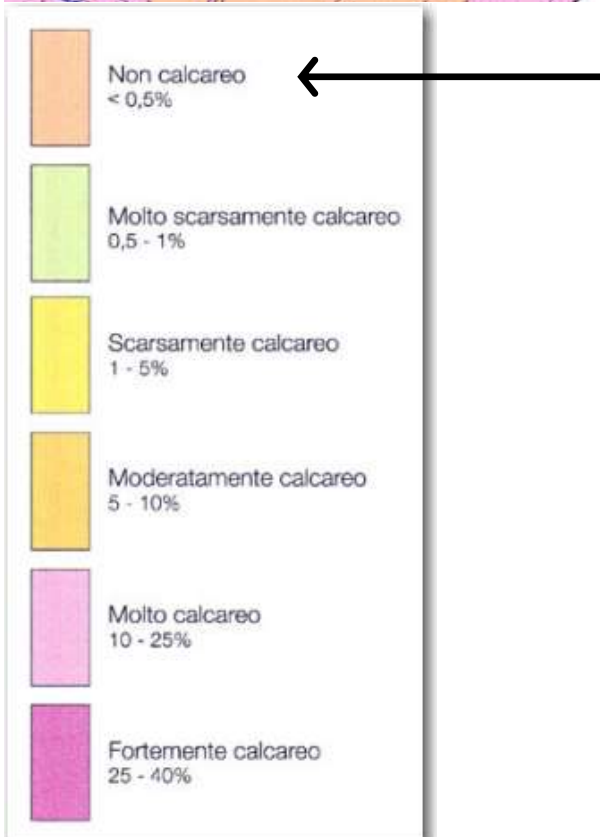 Non calcareo
< 0,5%
Molto scarsamente calcareo
0,5 - 1%
Scarsamente calcareo
1 - 5%
Moderatamente calcareo
5 - 10%
Molto calcareo
10 - 25%
Fortemente calcareo
25 - 40%